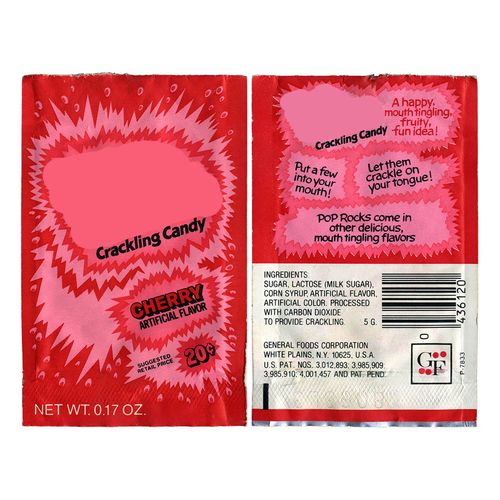 Crackling Candy
CHERRY
ARTIFICIAL FLAVOR
SUGGESTED
RETAIL PRICE
20¢
NET WT. 0.17 OZ.
Crackling Candy
A happy,
mouth tingling,
fruity,
fun idea!
Put a few
into your
mouth!
Let them
crackle on
your tongue!
POP ROCKS come in
other delicious,
mouth tingling flavors
INGREDIENTS:
SUGAR, LACTOSE (MILK SUGAR),
CORN SYRUP, ARTIFICIAL FLAVOR,
ARTIFICIAL COLOR. PROCESSED
WITH CARBON DIOXIDE
TO PROVIDE CRACKLING. 5 G.
GENERAL FOODS CORPORATION
WHITE PLAINS, N.Y. 10625, U.S.A.
U.S. PAT. NOS. 3,012,893; 3,985,909;
3,985,910; 4,001,457 AND PAT. PEND.
436120
0
GF
P-7833